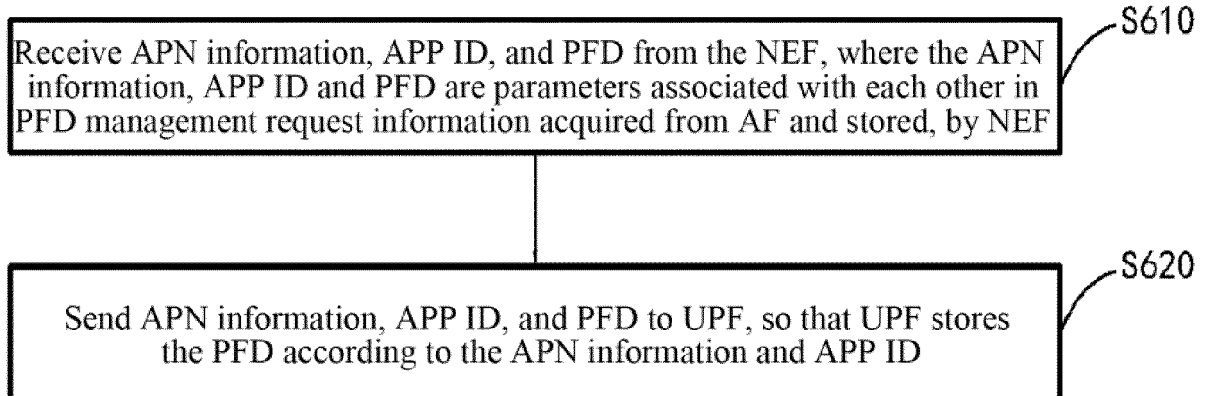 S610
Receive APN information, APP ID, and PFD from the NEF, where the APN
information, APP ID and PFD are parameters associated with each other in
PFD management request information acquired from AF and stored, by NEF
S620
Send APN information, APP ID, and PFD to UPF, so that UPF stores
the PFD according to the APN information and APP ID